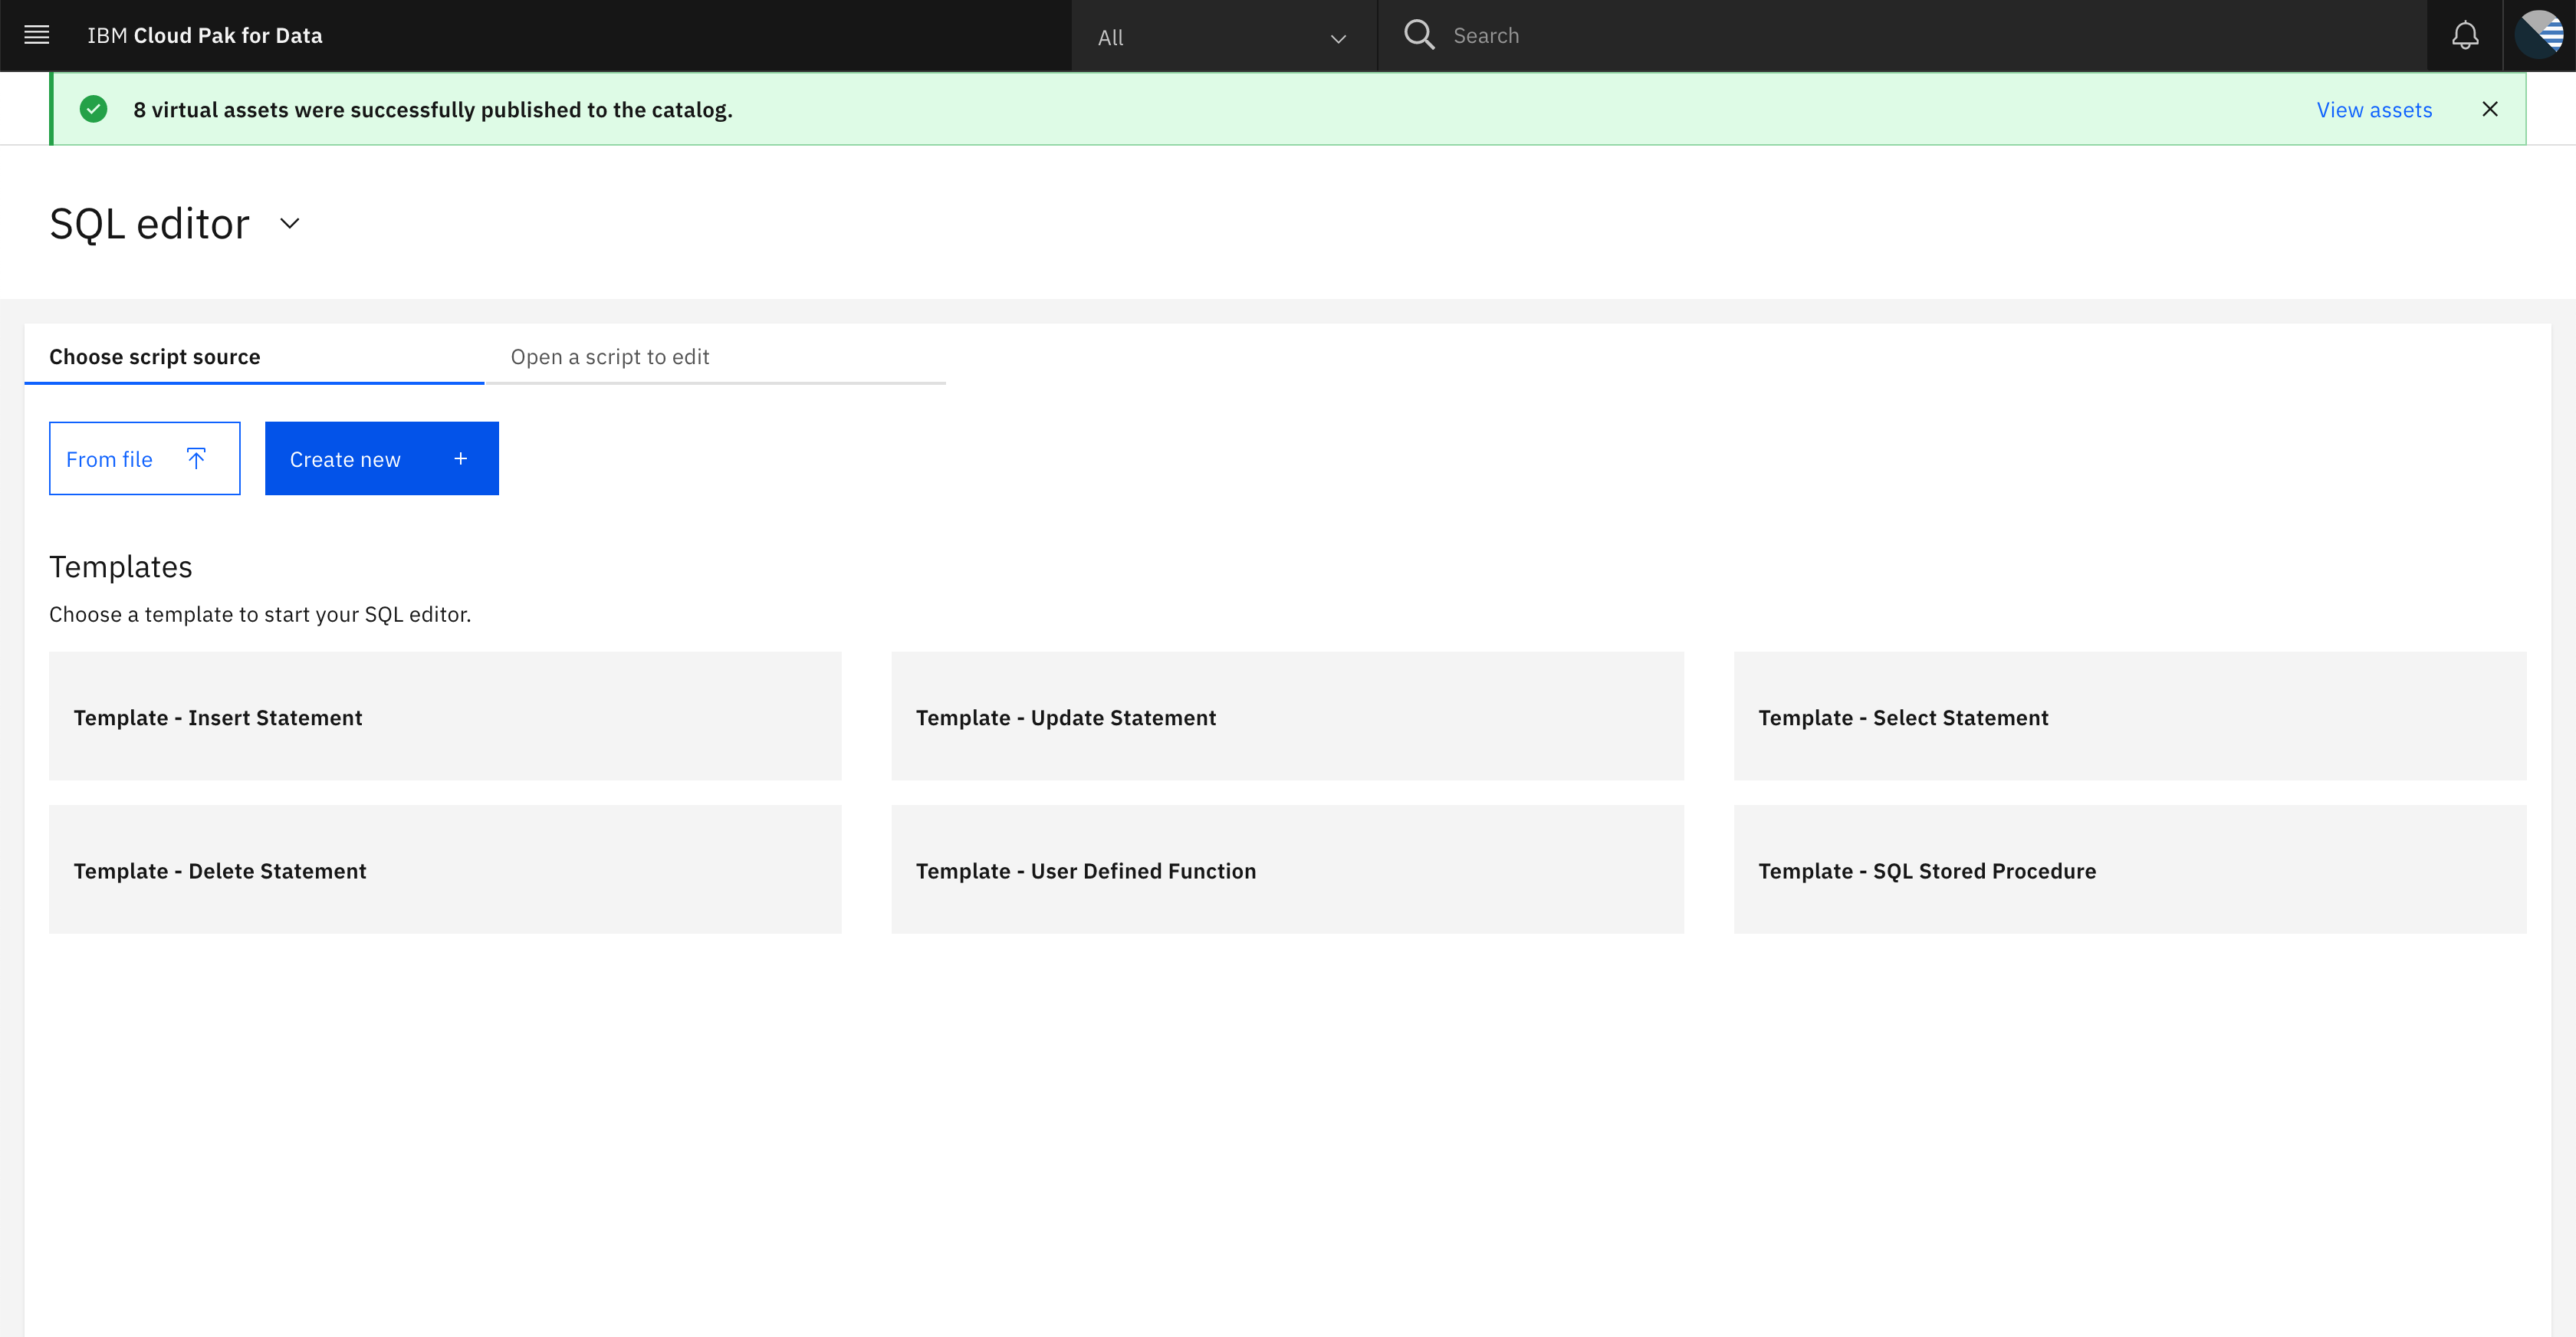 IBM Cloud Pak for Data
All
Search
8 virtual assets were successfully published to the catalog.
View assets
SQL editor
Choose script source
Open a script to edit
From file
Create new
Templates
Choose a template to start your SQL editor.
Template - Insert Statement
Template - Update Statement
Template - Select Statement
Template - Delete Statement
Template - User Defined Function
Template - SQL Stored Procedure